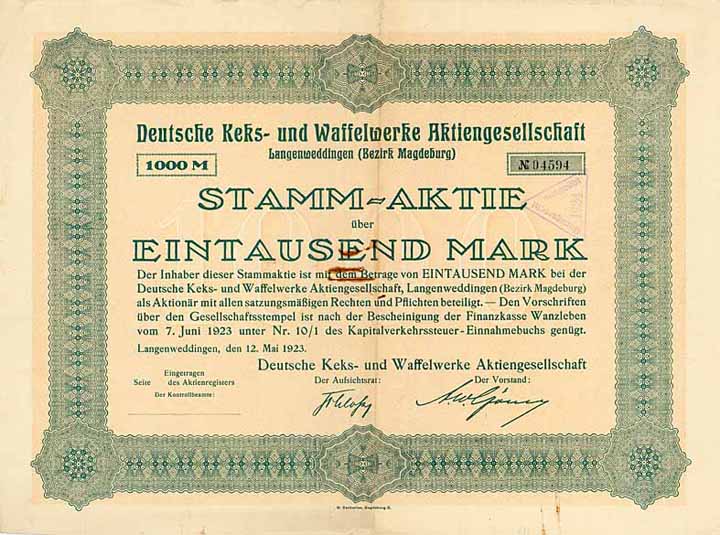 Deutsche Keks- und Waffelwerke Aktiengesellschaft
Langenweddingen (Bezirk Magdeburg)
1000 M
№ 04594
STAMM-AKTIE
über
EINTAUSEND MARK
Der Inhaber dieser Stammaktie ist mit dem Betrage von EINTAUSEND MARK bei der
Deutsche Keks- und Waffelwerke Aktiengesellschaft, Langenweddingen (Bezirk Magdeburg)
als Aktionär mit allen satzungsmäßigen Rechten und Pflichten beteiligt. — Den Vorschriften
über den Gesellschaftsstempel ist nach der Bescheinigung der Finanzkasse Wanzleben
vom 7. Juni 1923 unter Nr. 10/1 des Kapitalverkehrssteuer-Einnahmebuchs genügt.
Langenweddingen, den 12. Mai 1923.
Deutsche Keks- und Waffelwerke Aktiengesellschaft
Eingetragen
Seite des Aktienregisters
Der Kontrollbeamte:
Der Aufsichtsrat:
Der Vorstand:
Magdeburg